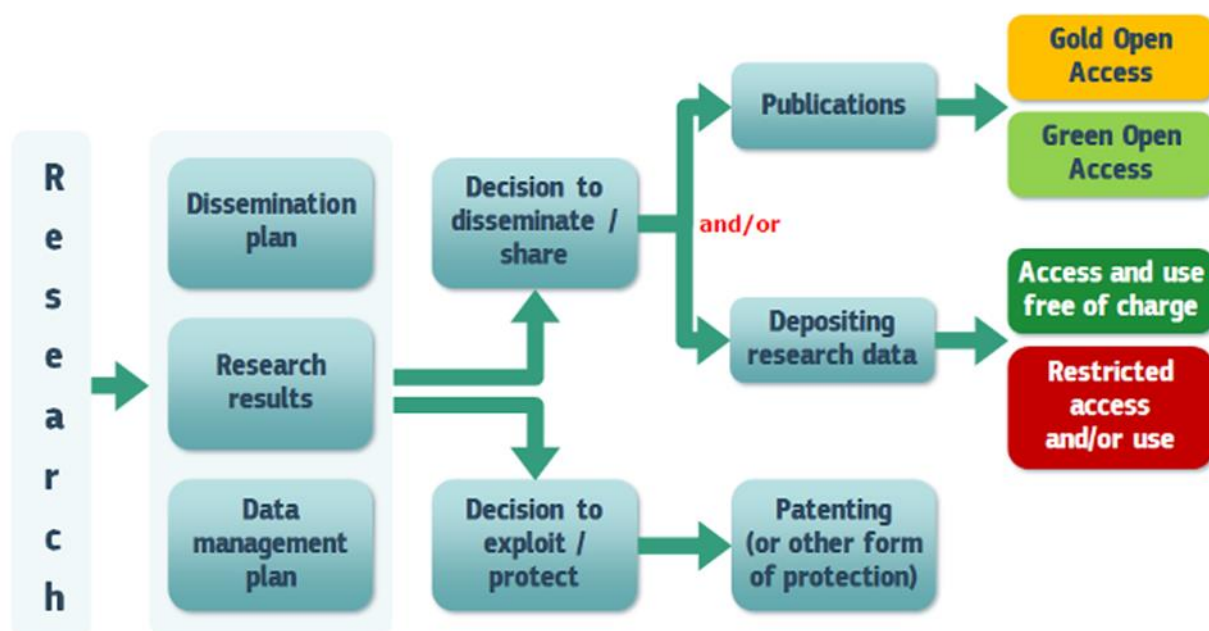 Research
Dissemination
plan
Research
results
Data
management
plan
Decision to
disseminate /
share
Decision to
exploit /
protect
and/or
Publications
Depositing
research data
Patenting
(or other form
of protection)
Gold Open
Access
Green Open
Access
Access and use
free of charge
Restricted
access
and/or use